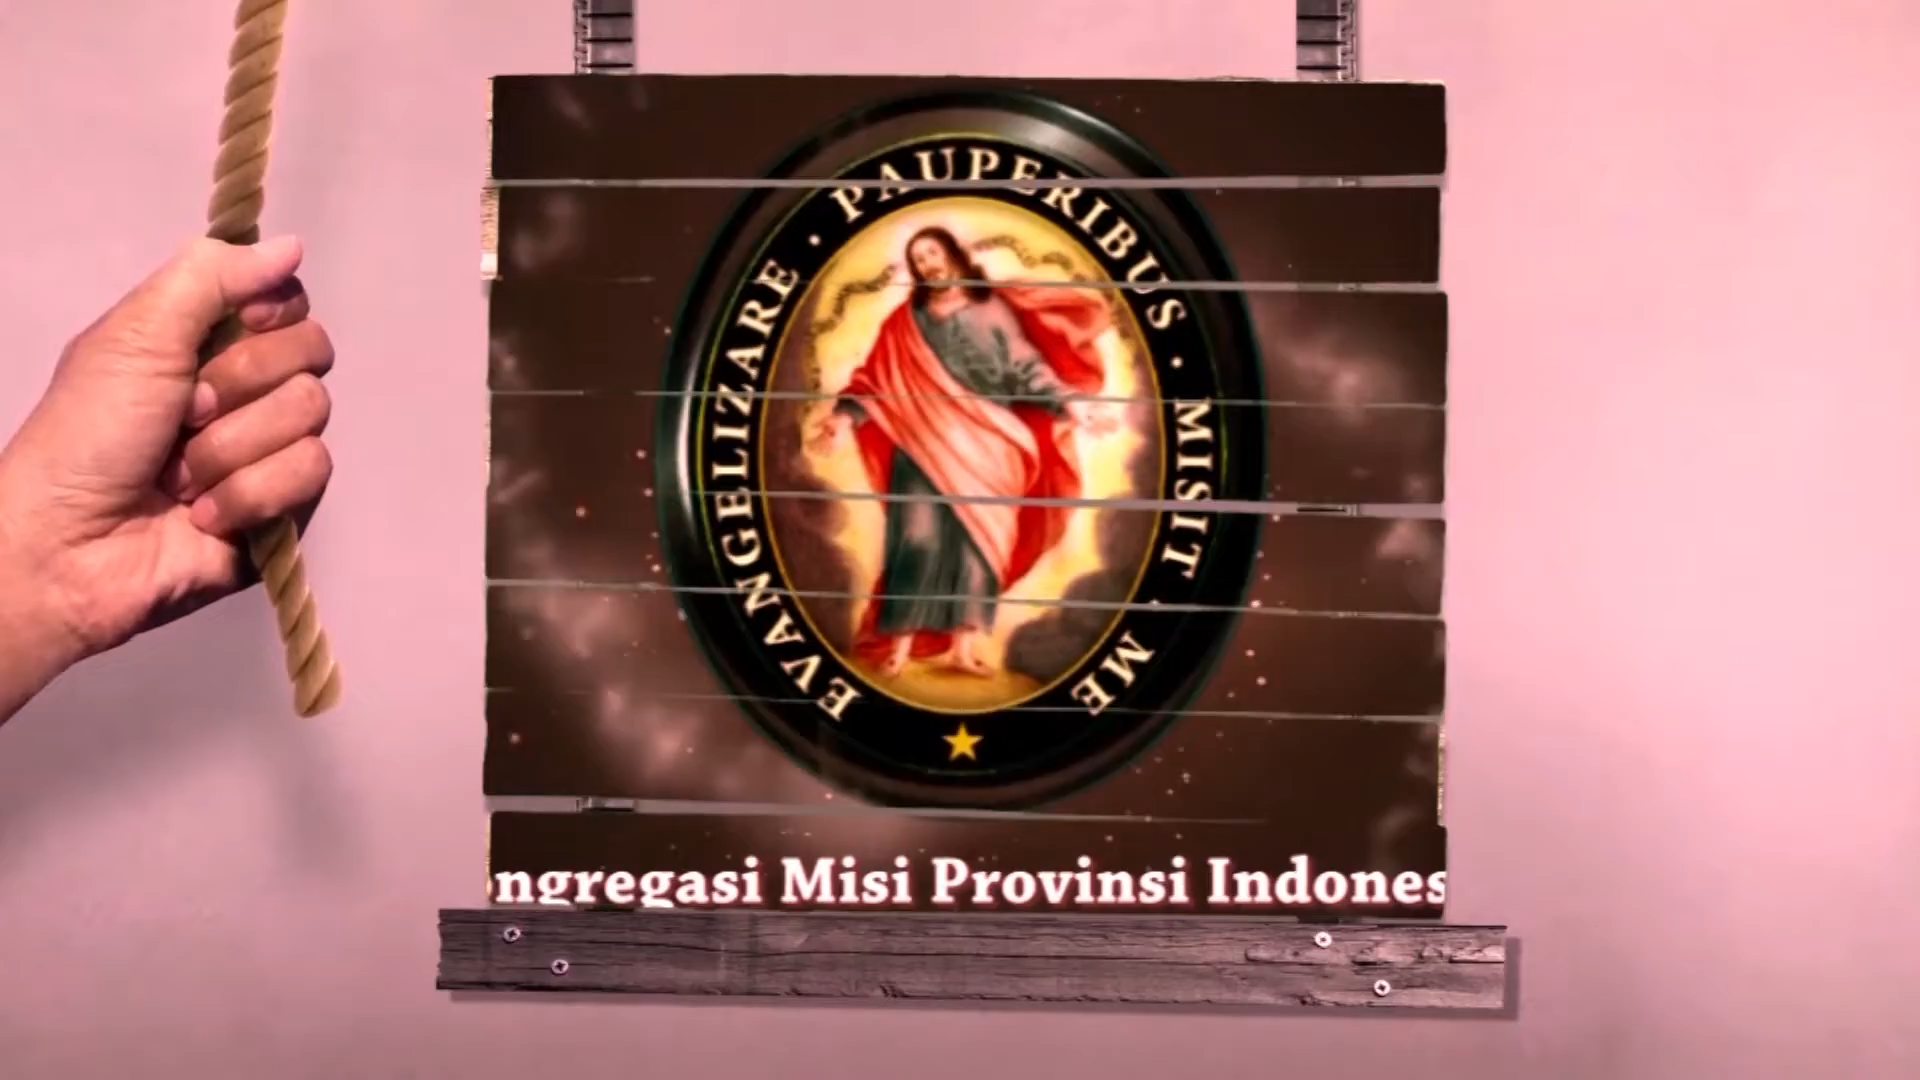 EVANGELIZARE · PAUPERIBUS · MISIT · ME
ngregasi Misi Provinsi Indones